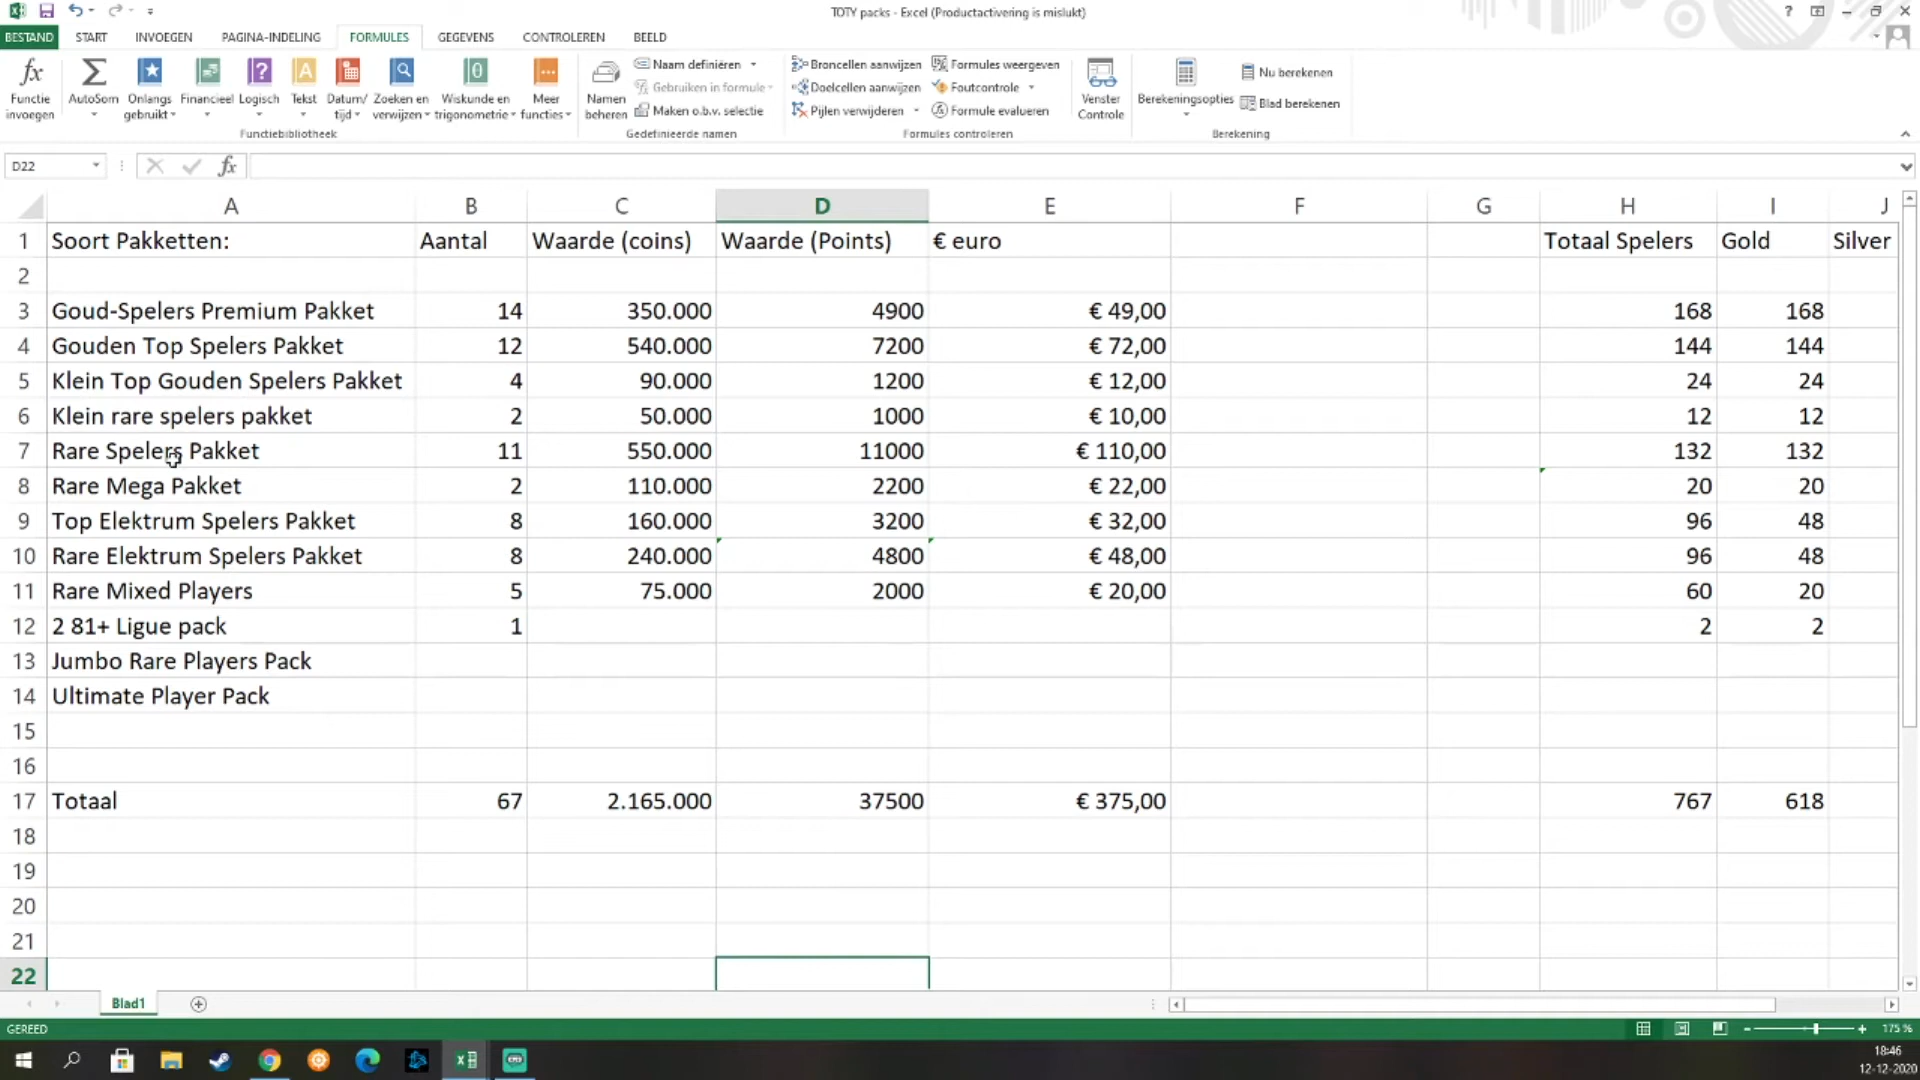 TOTY packs - Excel (Productactivering is mislukt)
BESTAND START INVOEGEN PAGINA-INDELING FORMULES GEGEVENS CONTROLEREN BEELD
Functie invoegen
AutoSom
Onlangs gebruikt
Financieel
Logisch
Tekst
Datum/ tijd
Zoeken en verwijzen
Wiskunde en trigonometrie
Meer functies
Functiebibliotheek
Namen beheren
Naam definiëren
Gebruiken in formule
Maken o.b.v. selectie
Gedefinieerde namen
Broncellen aanwijzen
Doelcellen aanwijzen
Pijlen verwijderen
Formules weergeven
Foutcontrole
Formule evalueren
Formules controleren
Venster Controle
Berekeningsopties
Nu berekenen
Blad berekenen
Berekening
D22
A B C D E F G H I J
1 Soort Pakketten: Aantal Waarde (coins) Waarde (Points) € euro Totaal Spelers Gold Silver
2
3 Goud-Spelers Premium Pakket 14 350.000 4900 € 49,00 168 168
4 Gouden Top Spelers Pakket 12 540.000 7200 € 72,00 144 144
5 Klein Top Gouden Spelers Pakket 4 90.000 1200 € 12,00 24 24
6 Klein rare spelers pakket 2 50.000 1000 € 10,00 12 12
7 Rare Spelers Pakket 11 550.000 11000 € 110,00 132 132
8 Rare Mega Pakket 2 110.000 2200 € 22,00 20 20
9 Top Elektrum Spelers Pakket 8 160.000 3200 € 32,00 96 48
10 Rare Elektrum Spelers Pakket 8 240.000 4800 € 48,00 96 48
11 Rare Mixed Players 5 75.000 2000 € 20,00 60 20
12 2 81+ Ligue pack 1 2 2
13 Jumbo Rare Players Pack
14 Ultimate Player Pack
15
16
17 Totaal 67 2.165.000 37500 € 375,00 767 618
18
19
20
21
22
Blad1
GEREED
175 %
18:46
12-12-2020